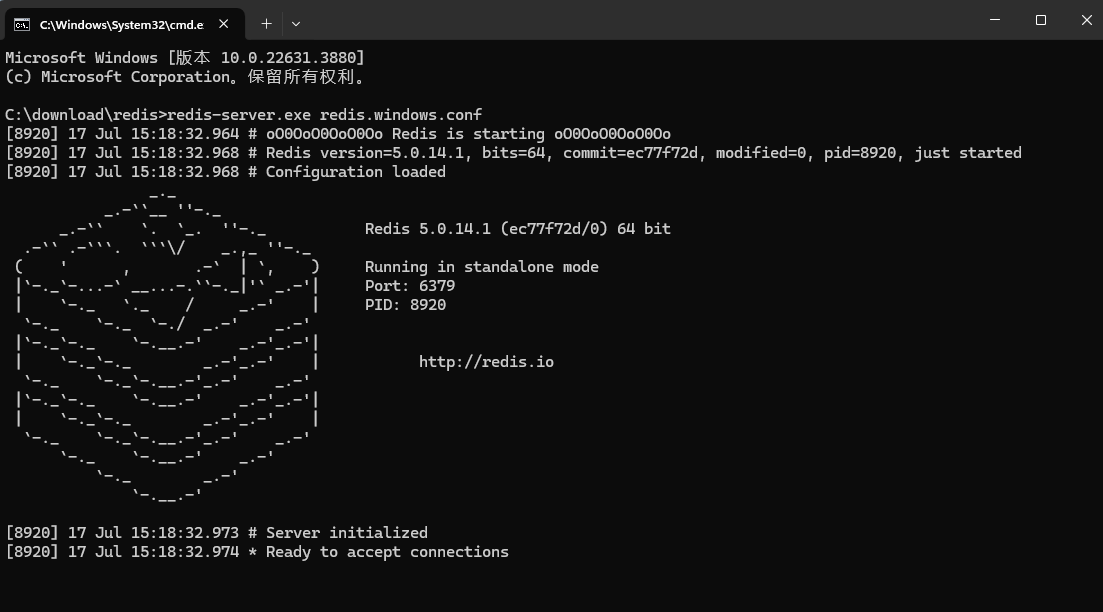 C:\Windows\System32\cmd.e
Microsoft Windows [版本 10.0.22631.3880]
(c) Microsoft Corporation。保留所有权利。
C:\download\redis>redis-server.exe redis.windows.conf
[8920] 17 Jul 15:18:32.964 # oO0OoO0OoO0Oo Redis is starting oO0OoO0OoO0Oo
[8920] 17 Jul 15:18:32.968 # Redis version=5.0.14.1, bits=64, commit=ec77f72d, modified=0, pid=8920, just started
[8920] 17 Jul 15:18:32.968 # Configuration loaded
Redis 5.0.14.1 (ec77f72d/0) 64 bit
Running in standalone mode
Port: 6379
PID: 8920
http://redis.io
[8920] 17 Jul 15:18:32.973 # Server initialized
[8920] 17 Jul 15:18:32.974 * Ready to accept connections